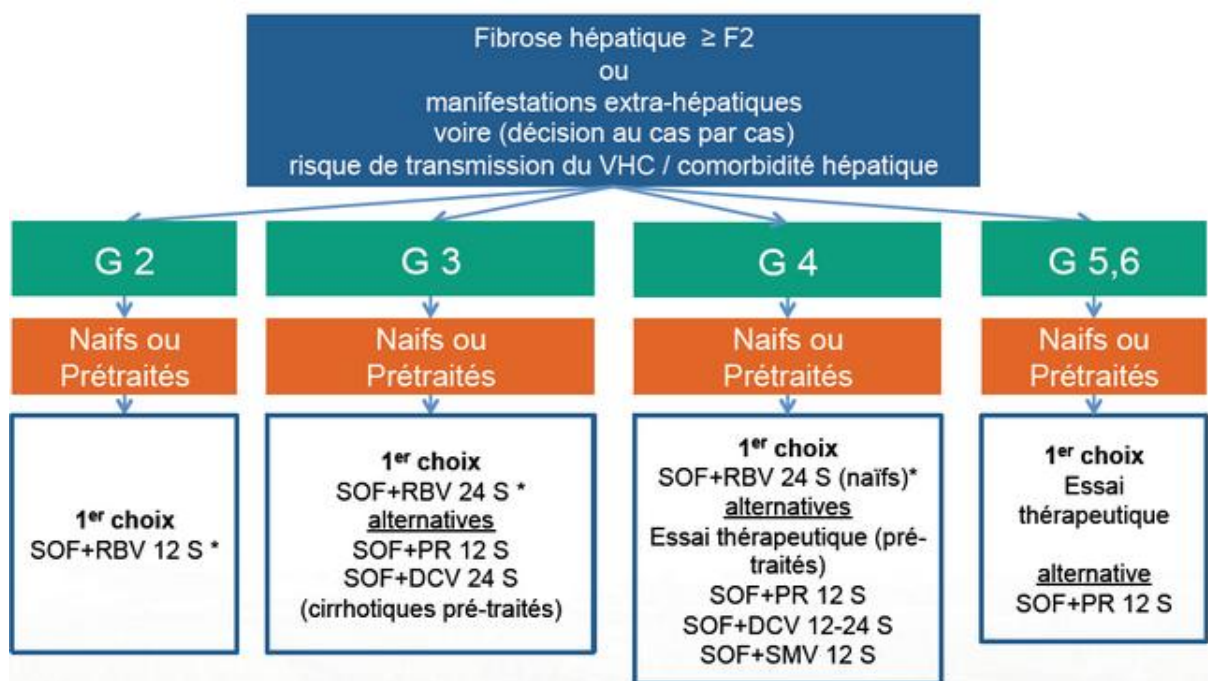 Fibrose hépatique ≥ F2
ou
manifestations extra-hépatiques
voire (décision au cas par cas)
risque de transmission du VHC / comorbidité hépatique
G 2
Naifs ou
Prétraités
1er choix
SOF+RBV 12 S *
G 3
Naifs ou
Prétraités
1er choix
SOF+RBV 24 S *
alternatives
SOF+PR 12 S
SOF+DCV 24 S
(cirrhotiques pré-traités)
G 4
Naifs ou
Prétraités
1er choix
SOF+RBV 24 S (naïfs)*
alternatives
Essai thérapeutique (pré-
traités)
SOF+PR 12 S
SOF+DCV 12-24 S
SOF+SMV 12 S
G 5,6
Naifs ou
Prétraités
1er choix
Essai
thérapeutique
alternative
SOF+PR 12 S